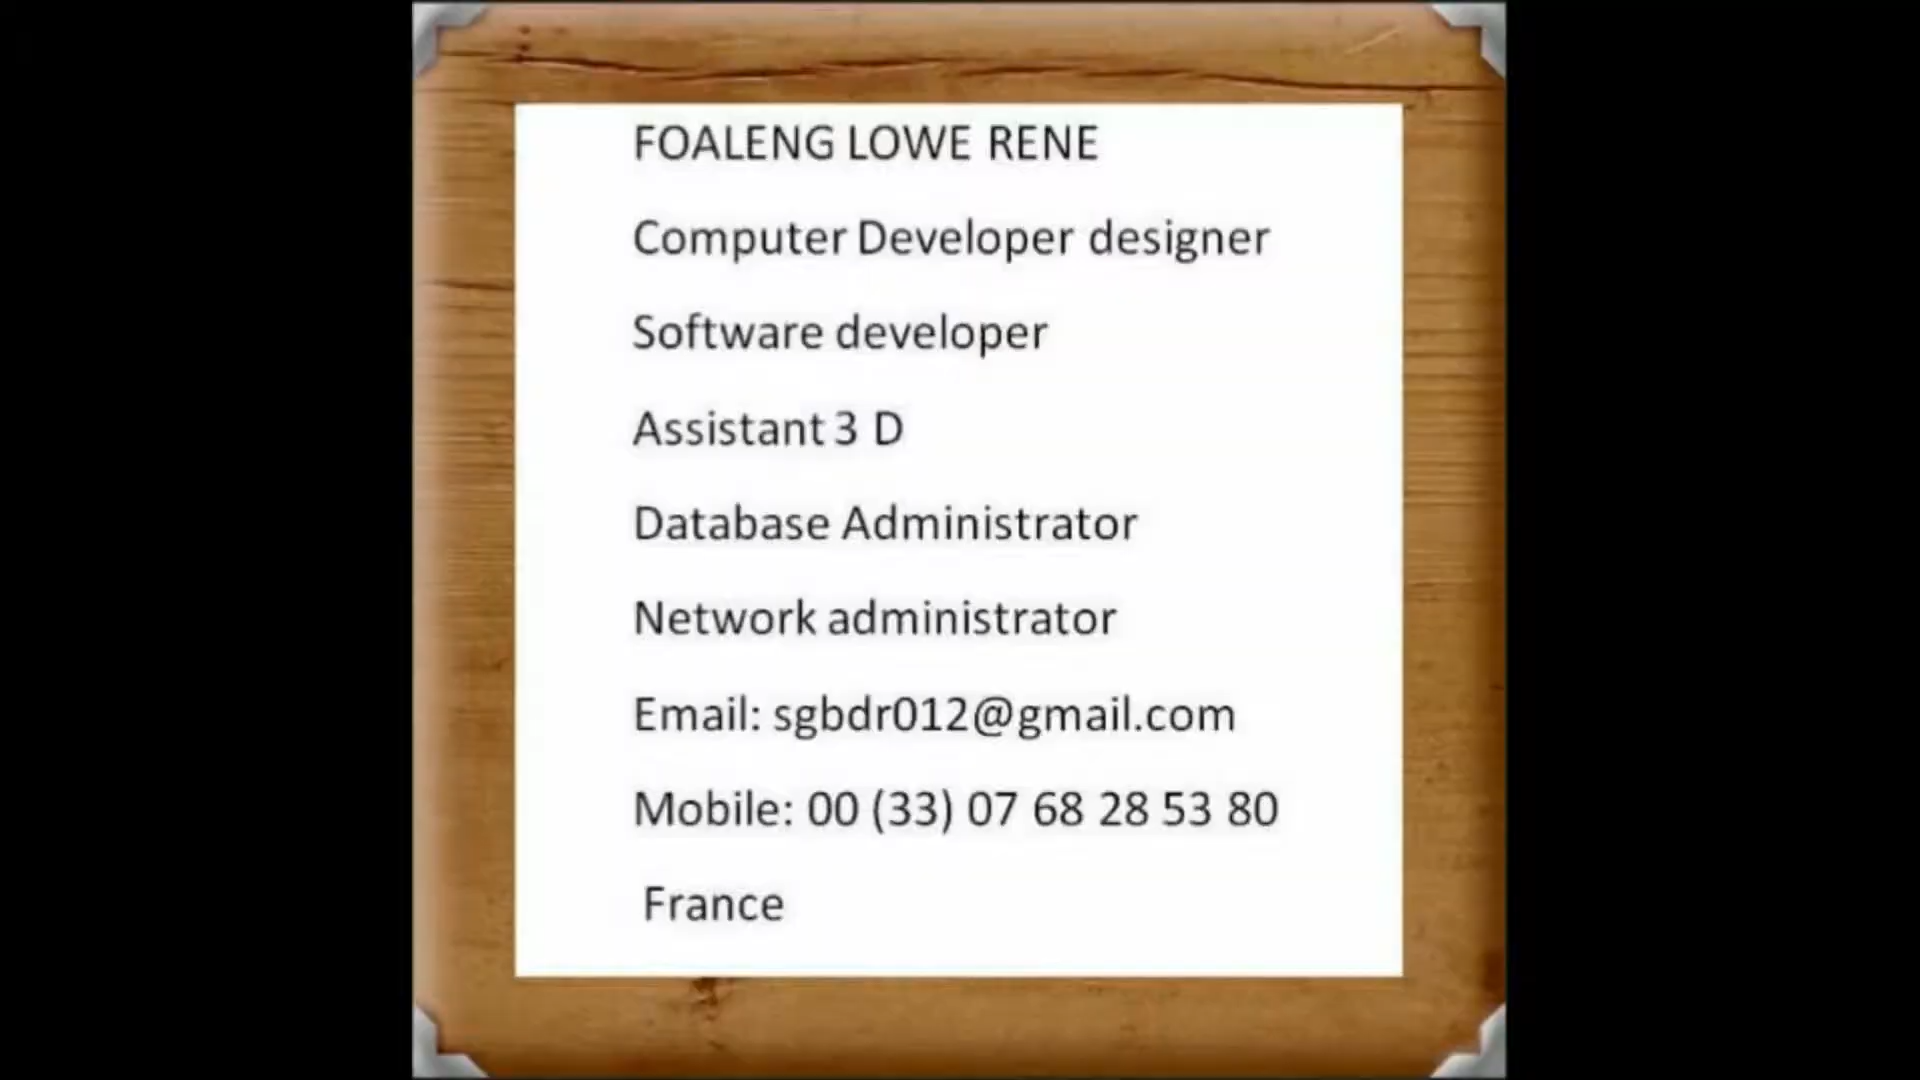 FOALENG LOWE RENE
Computer Developer designer
Software developer
Assistant 3 D
Database Administrator
Network administrator
Email: sgbdr012@gmail.com
Mobile: 00 (33) 07 68 28 53 80
France